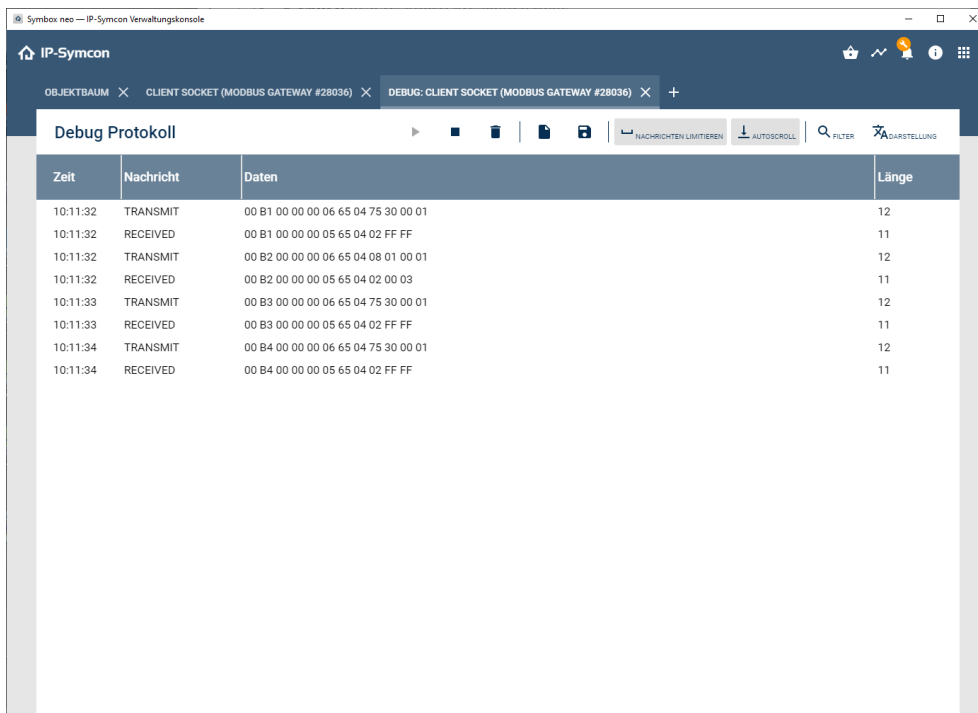 Symbox neo — IP-Symcon Verwaltungskonsole
IP-Symcon
OBJEKTBAUM CLIENT SOCKET (MODBUS GATEWAY #28036) DEBUG: CLIENT SOCKET (MODBUS GATEWAY #28036)
Debug Protokoll NACHRICHTEN LIMITIEREN AUTOSCROLL FILTER DARSTELLUNG
Zeit Nachricht Daten Länge
10:11:32 TRANSMIT 00 B1 00 00 00 06 65 04 75 30 00 01 12
10:11:32 RECEIVED 00 B1 00 00 00 05 65 04 02 FF FF 11
10:11:32 TRANSMIT 00 B2 00 00 00 06 65 04 08 01 00 01 12
10:11:32 RECEIVED 00 B2 00 00 00 05 65 04 02 00 03 11
10:11:33 TRANSMIT 00 B3 00 00 00 06 65 04 75 30 00 01 12
10:11:33 RECEIVED 00 B3 00 00 00 05 65 04 02 FF FF 11
10:11:34 TRANSMIT 00 B4 00 00 00 06 65 04 75 30 00 01 12
10:11:34 RECEIVED 00 B4 00 00 00 05 65 04 02 FF FF 11